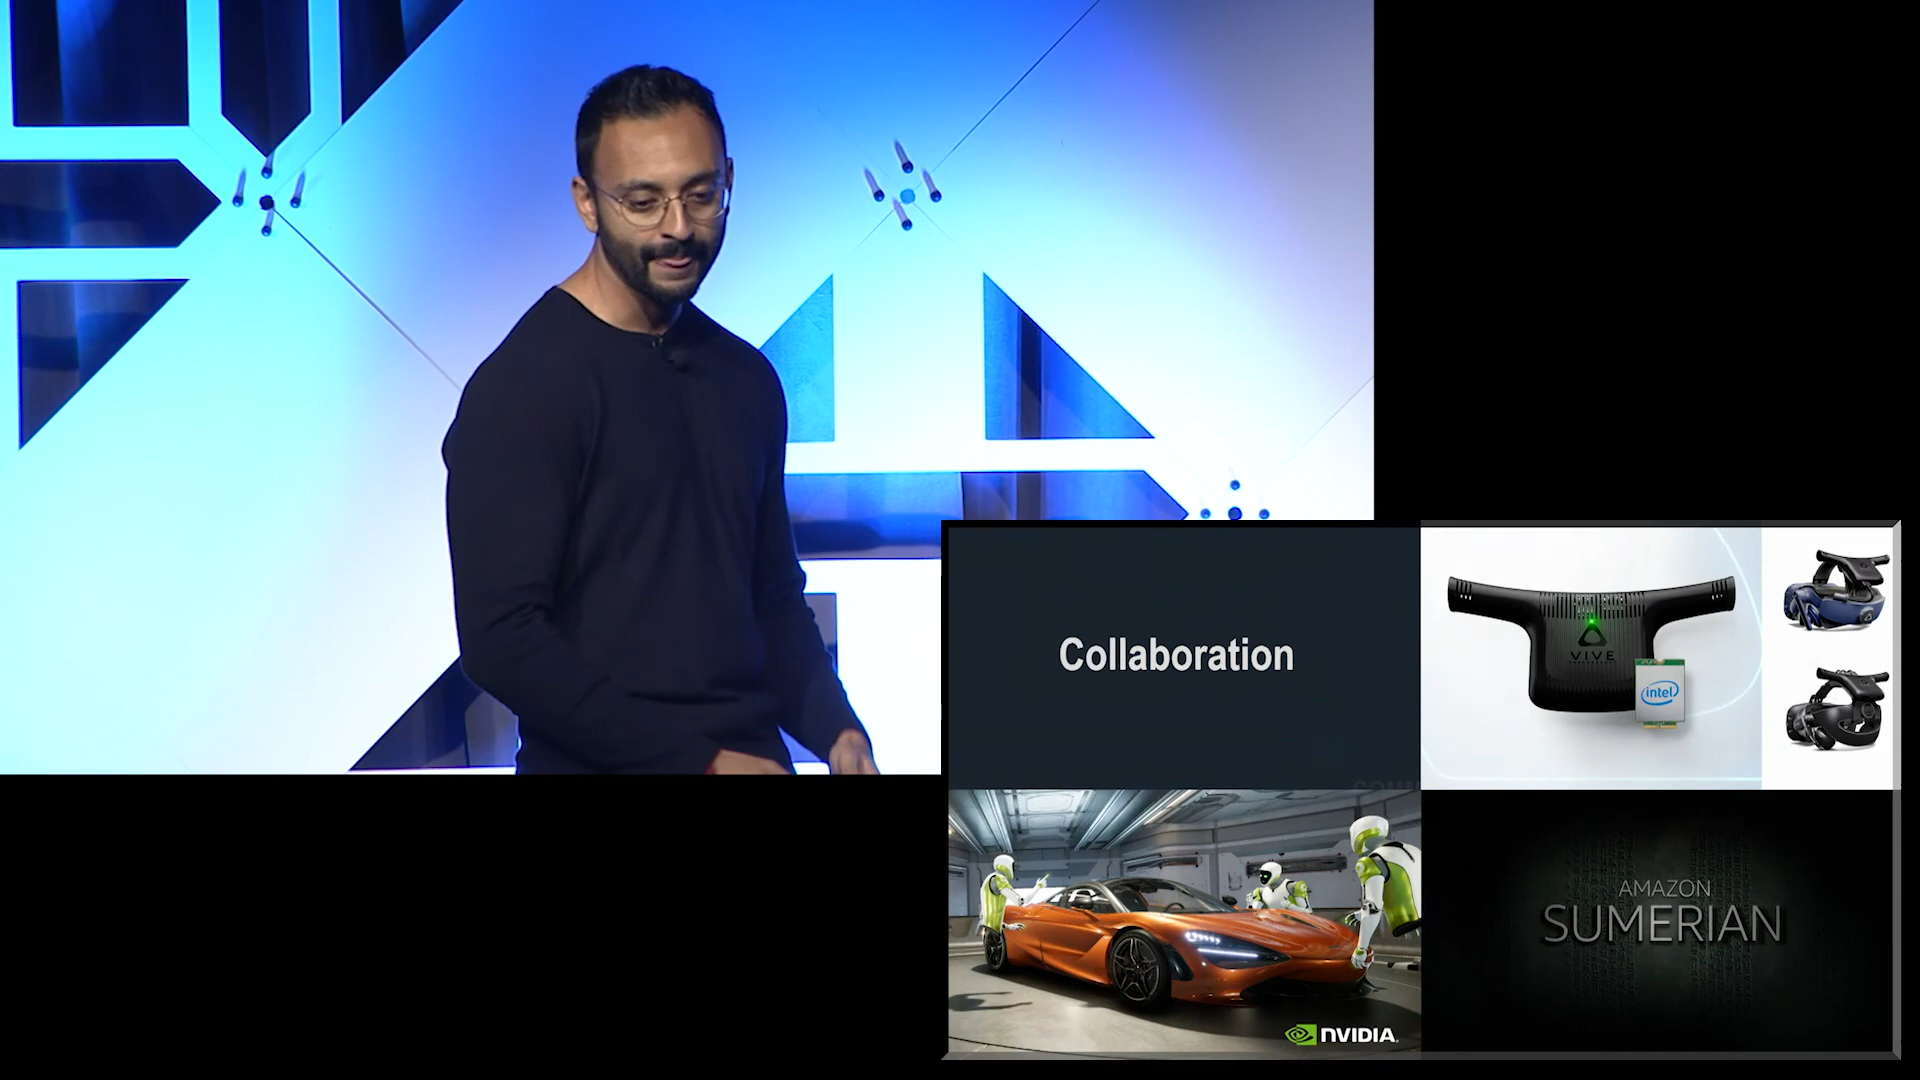 Collaboration
VIVE
intel
NVIDIA.
AMAZON
SUMERIAN